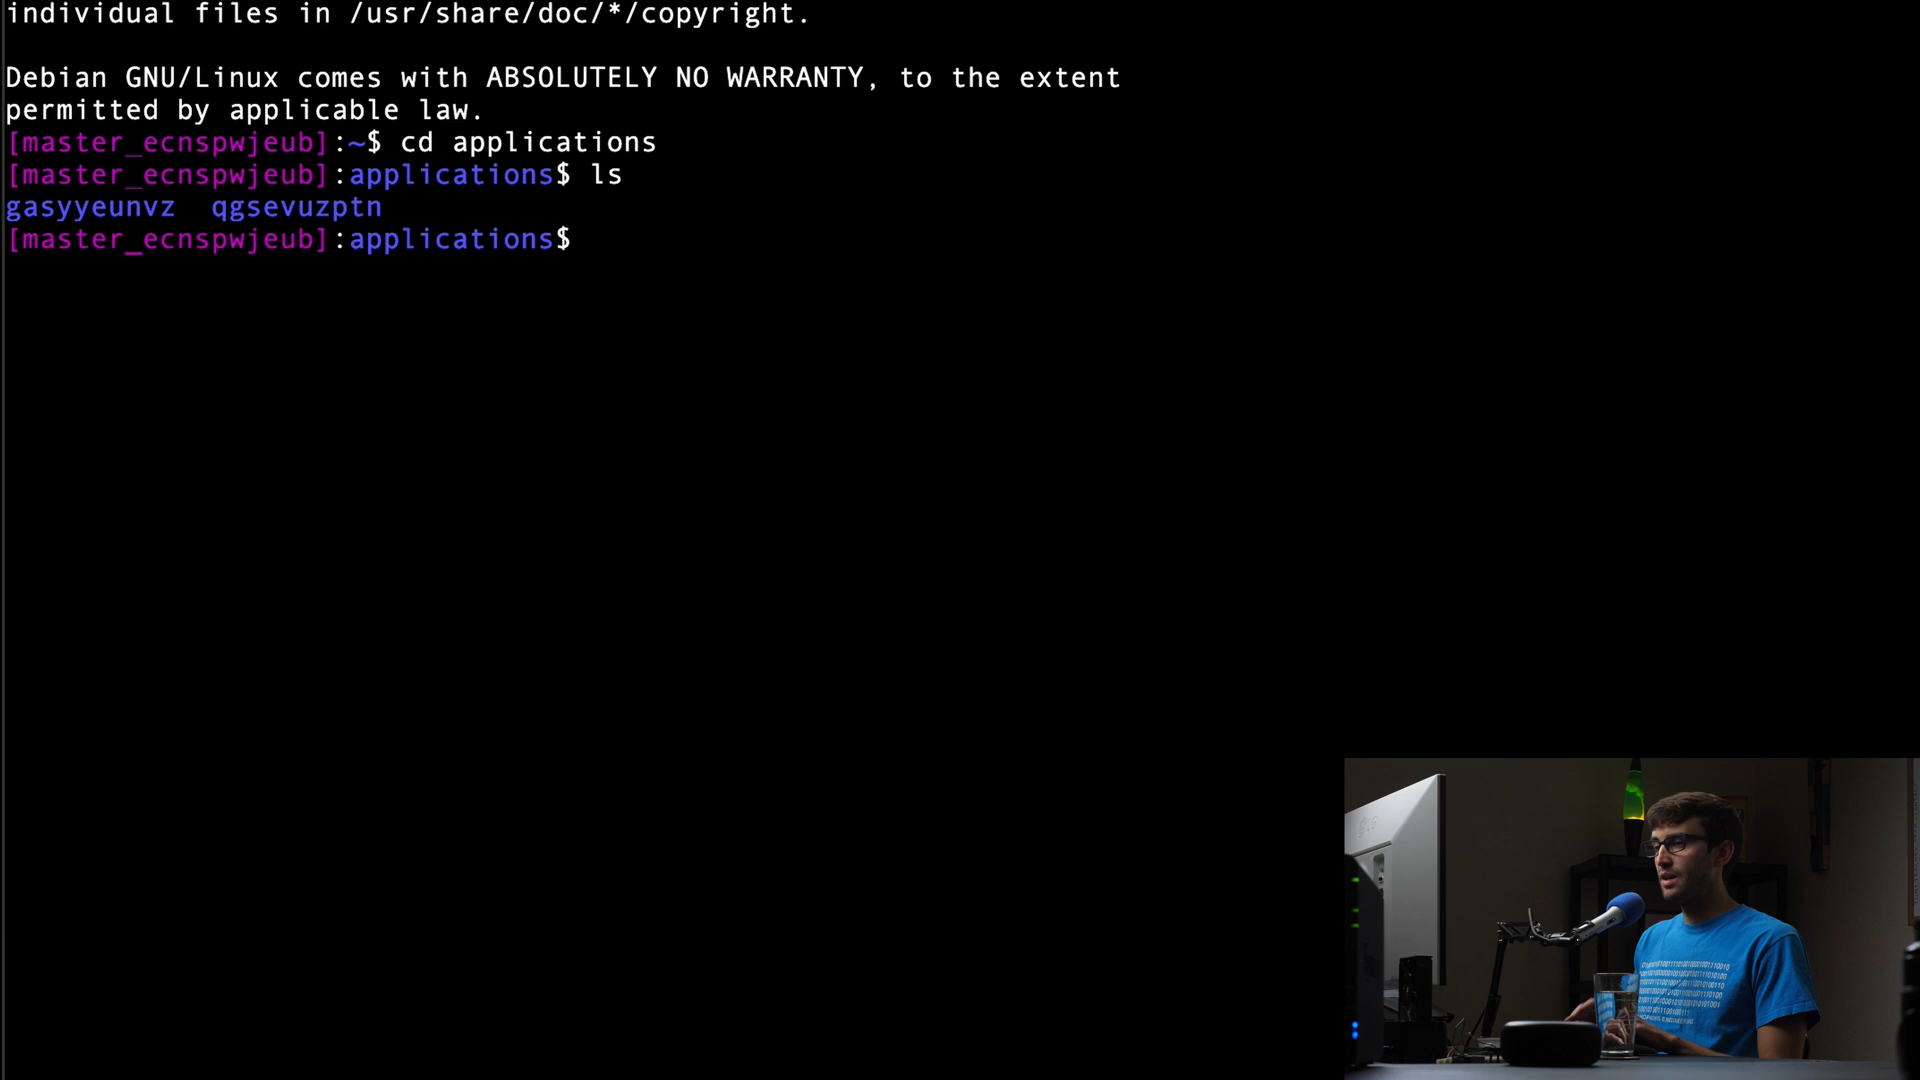 individual files in /usr/share/doc/*/copyright.
Debian GNU/Linux comes with ABSOLUTELY NO WARRANTY, to the extent
permitted by applicable law.
[master_ecnspwjeub]:~$ cd applications
[master_ecnspwjeub]:applications$ ls
gasyyeunvz  qgsevuzptn
[master_ecnspwjeub]:applications$